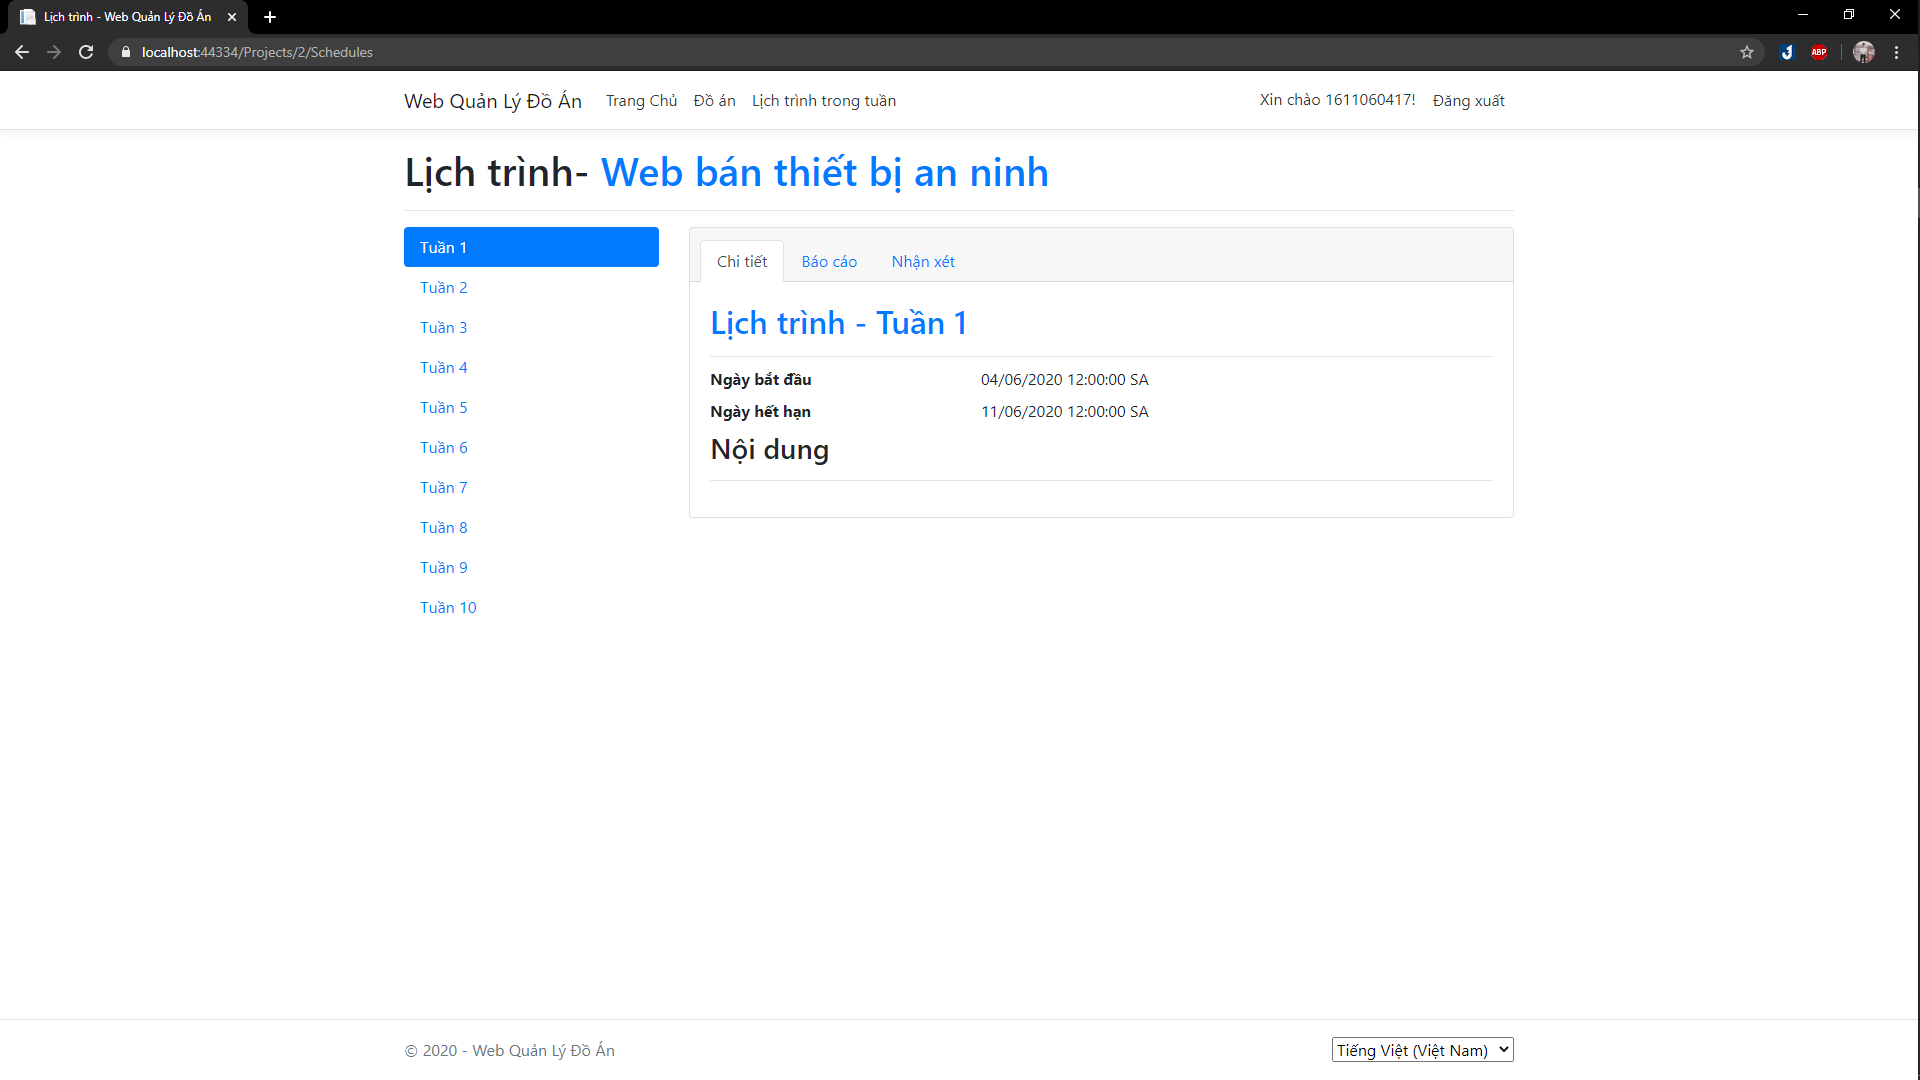 Lịch trình - Web Quản Lý Đồ Án
localhost:44334/Projects/2/Schedules
ABP
Web Quản Lý Đồ Án Trang Chủ Đồ án Lịch trình trong tuần Xin chào 1611060417! Đăng xuất
Lịch trình- Web bán thiết bị an ninh
Tuần 1
Tuần 2
Tuần 3
Tuần 4
Tuần 5
Tuần 6
Tuần 7
Tuần 8
Tuần 9
Tuần 10
Chi tiết Báo cáo Nhận xét
Lịch trình - Tuần 1
Ngày bắt đầu 04/06/2020 12:00:00 SA
Ngày hết hạn 11/06/2020 12:00:00 SA
Nội dung
© 2020 - Web Quản Lý Đồ Án
Tiếng Việt (Việt Nam)